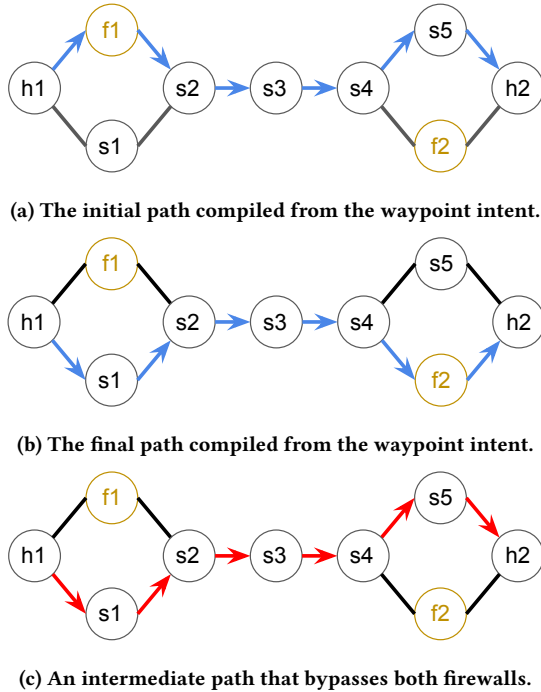 f1
s5
h1
s2
s3
s4
h2
s1
f2
(a) The initial path compiled from the waypoint intent.
f1
s5
h1
s2
s3
s4
h2
s1
f2
(b) The final path compiled from the waypoint intent.
f1
s5
h1
s2
s3
s4
h2
s1
f2
(c) An intermediate path that bypasses both firewalls.